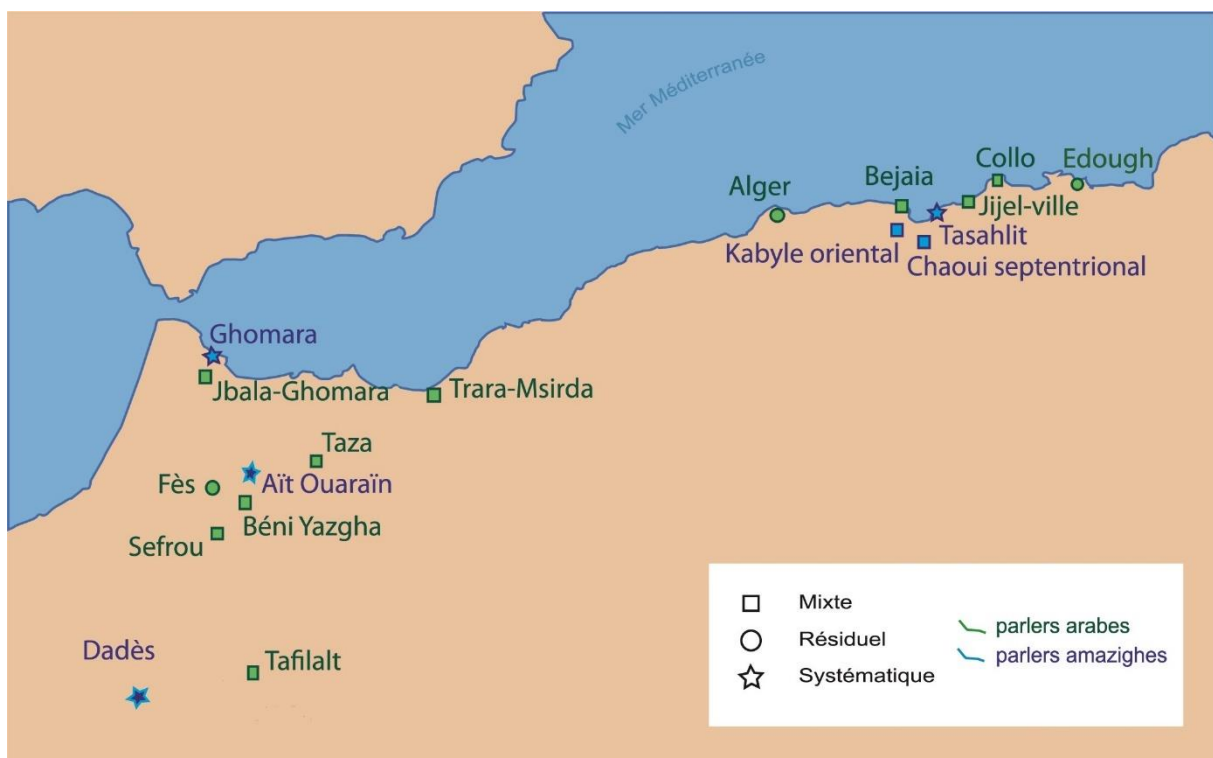 Mer Méditerranée
Collo
Edough
Bejaia
Alger
Jijel-ville
Tasahlit
Kabyle oriental
Chaoui septentrional
Ghomara
Jbala-Ghomara
Trara-Msirda
Taza
Fès
Aït Ouaraïn
Béni Yazgha
Sefrou
Dadès
Tafilalt
Mixte
Résiduel
Systématique
parlers arabes
parlers amazighes